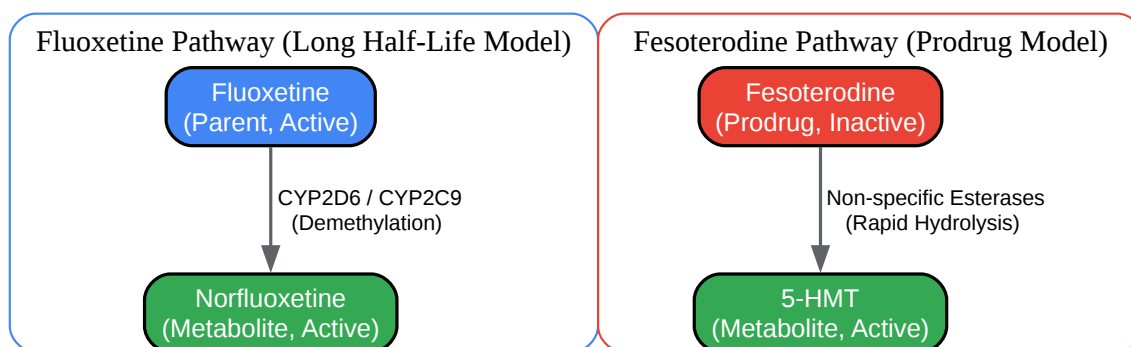 Fluoxetine Pathway (Long Half-Life Model)
Fluoxetine
(Parent, Active)
CYP2D6 / CYP2C9
(Demethylation)
Norfluoxetine
(Metabolite, Active)
Fesoterodine Pathway (Prodrug Model)
Fesoterodine
(Prodrug, Inactive)
Non-specific Esterases
(Rapid Hydrolysis)
5-HMT
(Metabolite, Active)